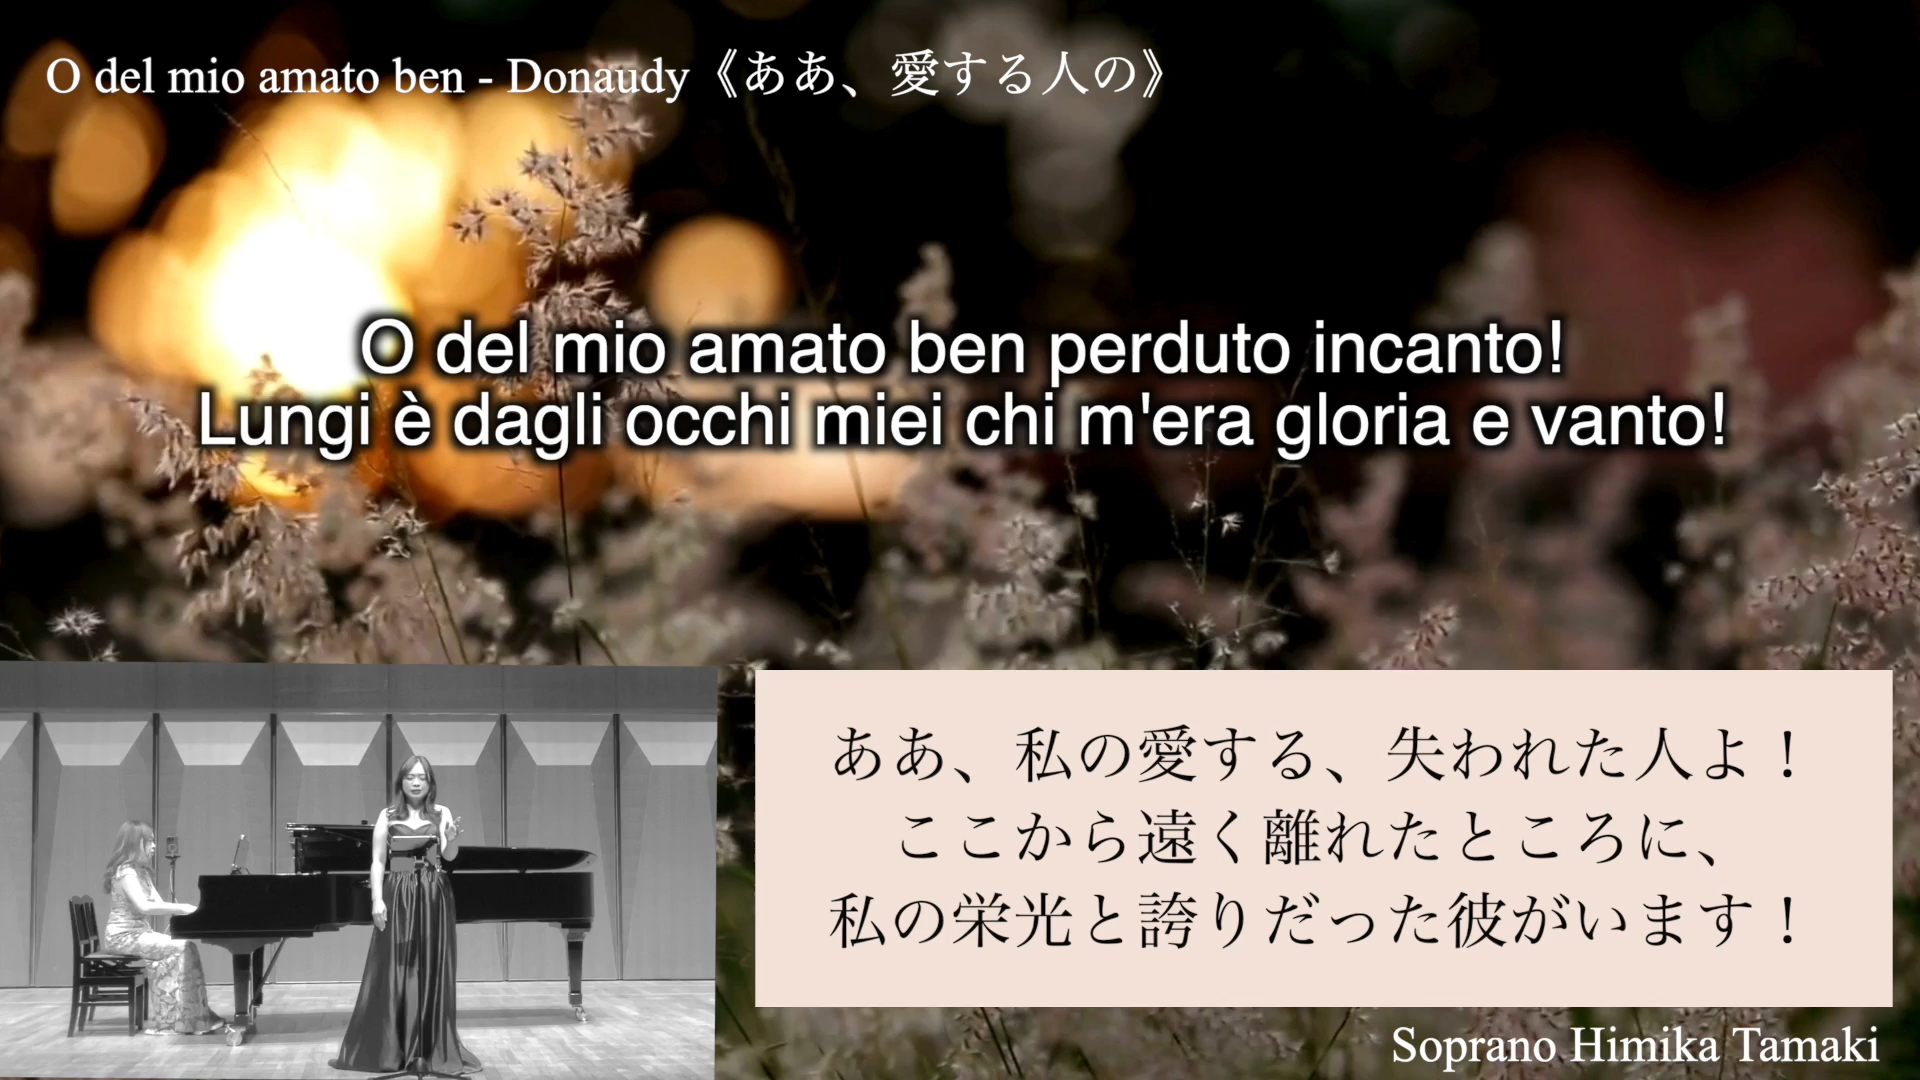 O del mio amato ben - Donaudy《ああ、愛する人の》
O del mio amato ben perduto incanto!
Lungi è dagli occhi miei chi m'era gloria e vanto!
ああ、私の愛する、失われた人よ！
ここから遠く離れたところに、
私の栄光と誇りだった彼がいます！
Soprano Himika Tamaki